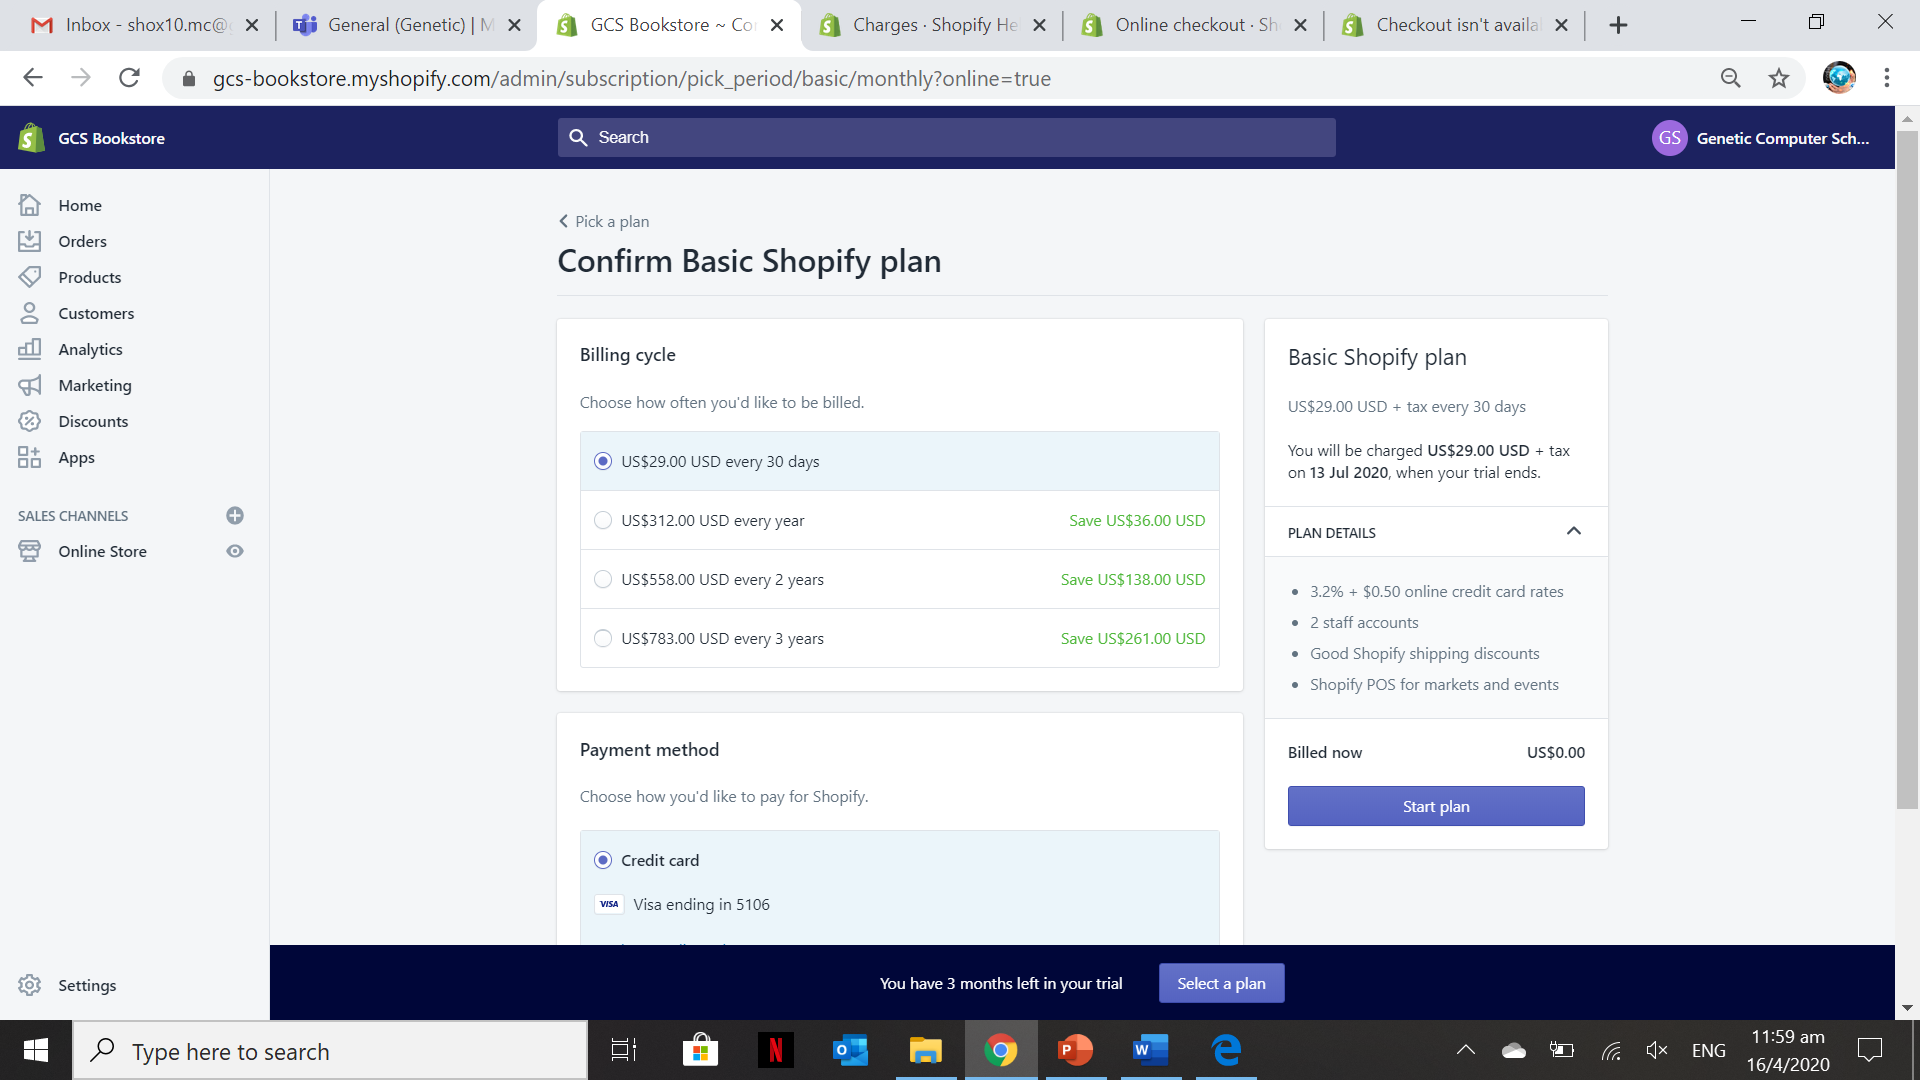 Inbox - shox10.mc@g
General (Genetic) | M
GCS Bookstore ~ Co
Charges · Shopify He
Online checkout · Sh
Checkout isn't availa
gcs-bookstore.myshopify.com/admin/subscription/pick_period/basic/monthly?online=true
GCS Bookstore
Search
GS
Genetic Computer Sch...
Home
Orders
Products
Customers
Analytics
Marketing
Discounts
Apps
SALES CHANNELS
Online Store
Settings
Pick a plan
Confirm Basic Shopify plan
Billing cycle
Choose how often you'd like to be billed.
US$29.00 USD every 30 days
US$312.00 USD every year
Save US$36.00 USD
US$558.00 USD every 2 years
Save US$138.00 USD
US$783.00 USD every 3 years
Save US$261.00 USD
Payment method
Choose how you'd like to pay for Shopify.
Credit card
VISA
Visa ending in 5106
Basic Shopify plan
US$29.00 USD + tax every 30 days
You will be charged US$29.00 USD + tax
on 13 Jul 2020, when your trial ends.
PLAN DETAILS
• 3.2% + $0.50 online credit card rates
• 2 staff accounts
• Good Shopify shipping discounts
• Shopify POS for markets and events
Billed now
US$0.00
Start plan
You have 3 months left in your trial
Select a plan
Type here to search
ENG
11:59 am
16/4/2020